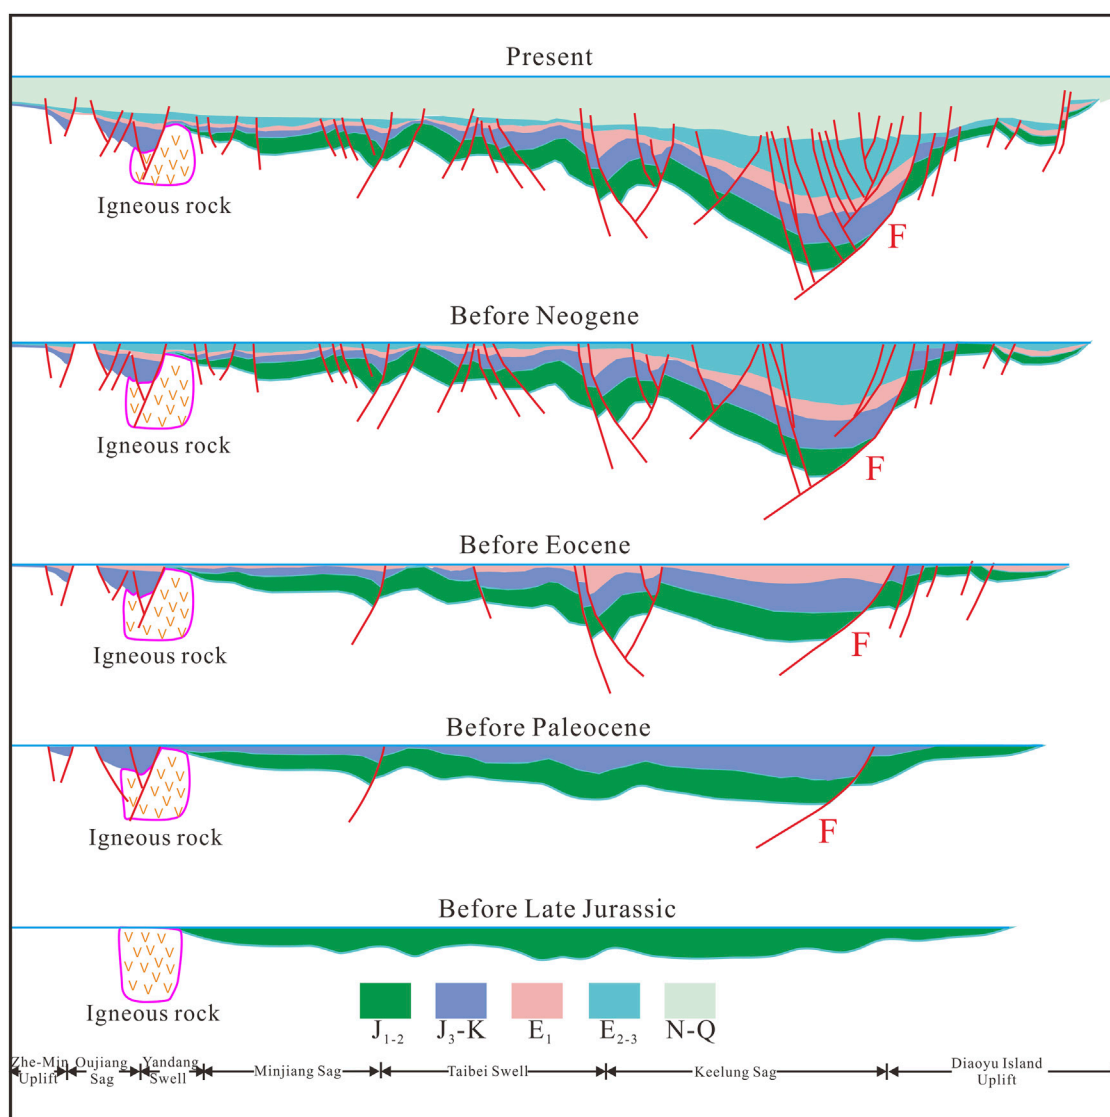 Present
Igneous rock
F
Before Neogene
Igneous rock
F
Before Eocene
Igneous rock
F
Before Paleocene
Igneous rock
F
Before Late Jurassic
Igneous rock
J1-2 J3-K E1 E2-3 N-Q
Zhe-Min
Uplift
Oujiang
Sag
Yandang
Swell
Minjiang Sag
Taibei Swell
Keelung Sag
Diaoyu Island
Uplift